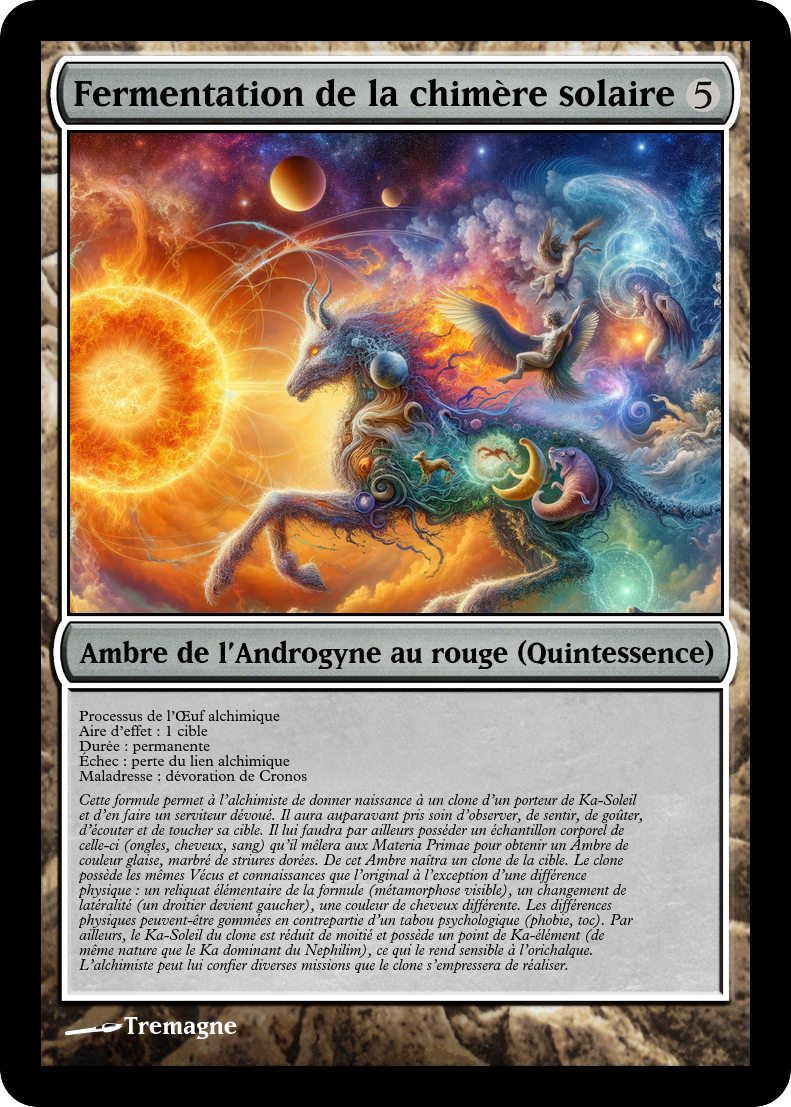 Fermentation de la chimère solaire 5
Ambre de l'Androgyne au rouge (Quintessence)
Processus de l'Œuf alchimique
Aire d'effet : 1 cible
Durée : permanente
Échec : perte du lien alchimique
Maladresse : dévoration de Cronos
Cette formule permet à l'alchimiste de donner naissance à un clone d'un porteur de Ka-Soleil
et d'en faire un serviteur dévoué. Il aura auparavant pris soin d'observer, de sentir, de goûter,
d'écouter et de toucher sa cible. Il lui faudra par ailleurs posséder un échantillon corporel de
celle-ci (ongles, cheveux, sang) qu'il mêlera aux Materia Primae pour obtenir un Ambre de
couleur glaise, marbré de striures dorées. De cet Ambre naîtra un clone de la cible. Le clone
possède les mêmes Vécus et connaissances que l'original à l'exception d'une différence
physique : un reliquat élémentaire de la formule (métamorphose visible), un changement de
latéralité (un droitier devient gaucher), une couleur de cheveux différente. Les différences
physiques peuvent-être gommées en contrepartie d'un tabou psychologique (phobie, toc). Par
ailleurs, le Ka-Soleil du clone est réduit de moitié et possède un point de Ka-élément (de
même nature que le Ka dominant du Nephilim), ce qui le rend sensible à l'orichalque.
L'alchimiste peut lui confier diverses missions que le clone s'empressera de réaliser.
Tremagne